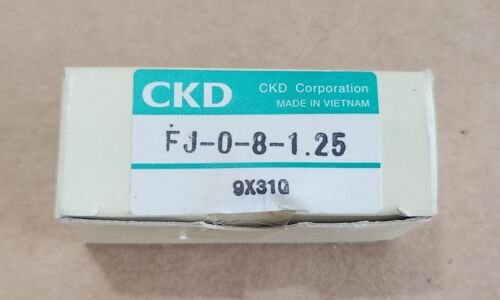 CKD
CKD Corporation
MADE IN VIETNAM
FJ-0-8-1.25
9X31G